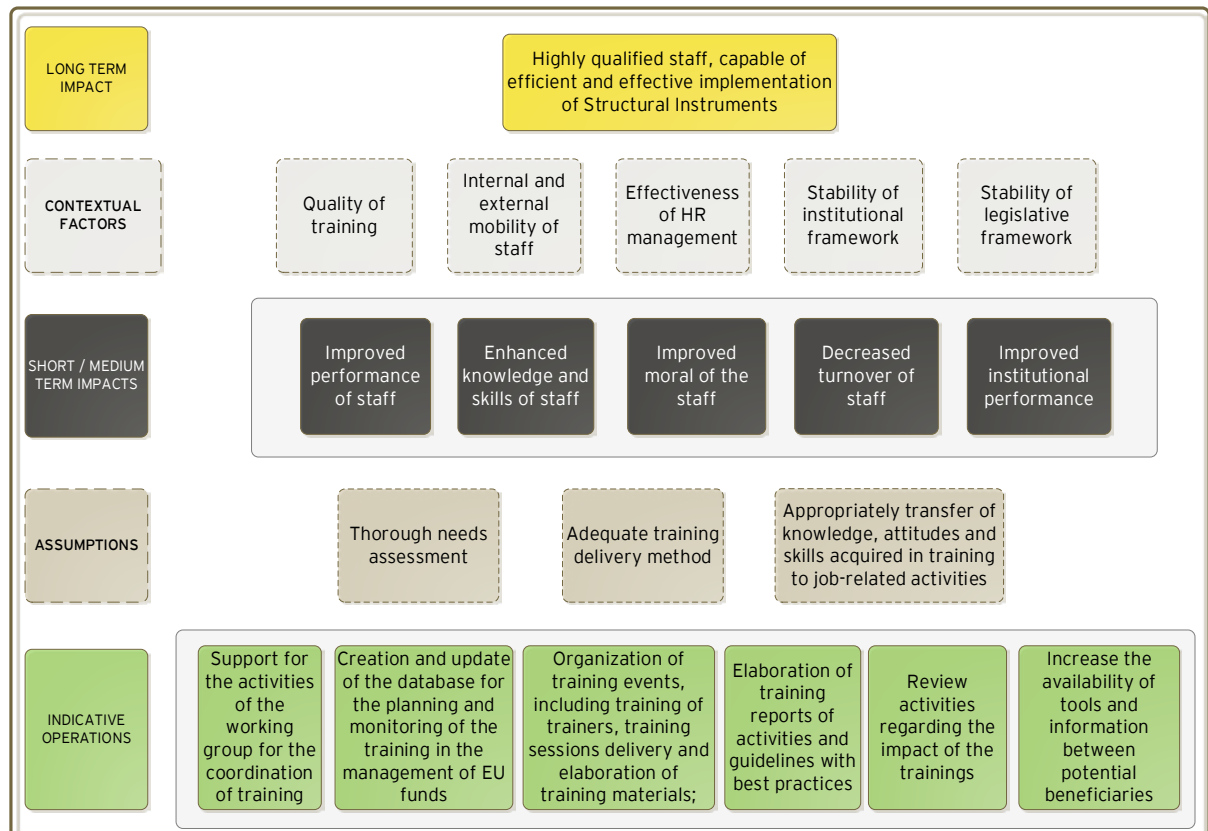 LONG TERM
IMPACT
Highly qualified staff, capable of
efficient and effective implementation
of Structural Instruments
CONTEXTUAL
FACTORS
Quality of
training
Internal and
external
mobility of
staff
Effectiveness
of HR
management
Stability of
institutional
framework
Stability of
legislative
framework
SHORT / MEDIUM
TERM IMPACTS
Improved
performance
of staff
Enhanced
knowledge and
skills of staff
Improved
moral of the
staff
Decreased
turnover of
staff
Improved
institutional
performance
ASSUMPTIONS
Thorough needs
assessment
Adequate training
delivery method
Appropriately transfer of
knowledge, attitudes and
skills acquired in training
to job-related activities
INDICATIVE
OPERATIONS
Support for
the activities
of the
working
group for the
coordination
of training
Creation and update
of the database for
the planning and
monitoring of the
training in the
management of EU
funds
Organization of
training events,
including training of
trainers, training
sessions delivery and
elaboration of
training materials;
Elaboration of
training
reports of
activities and
guidelines with
best practices
Review
activities
regarding the
impact of the
trainings
Increase the
availability of
tools and
information
between
potential
beneficiaries